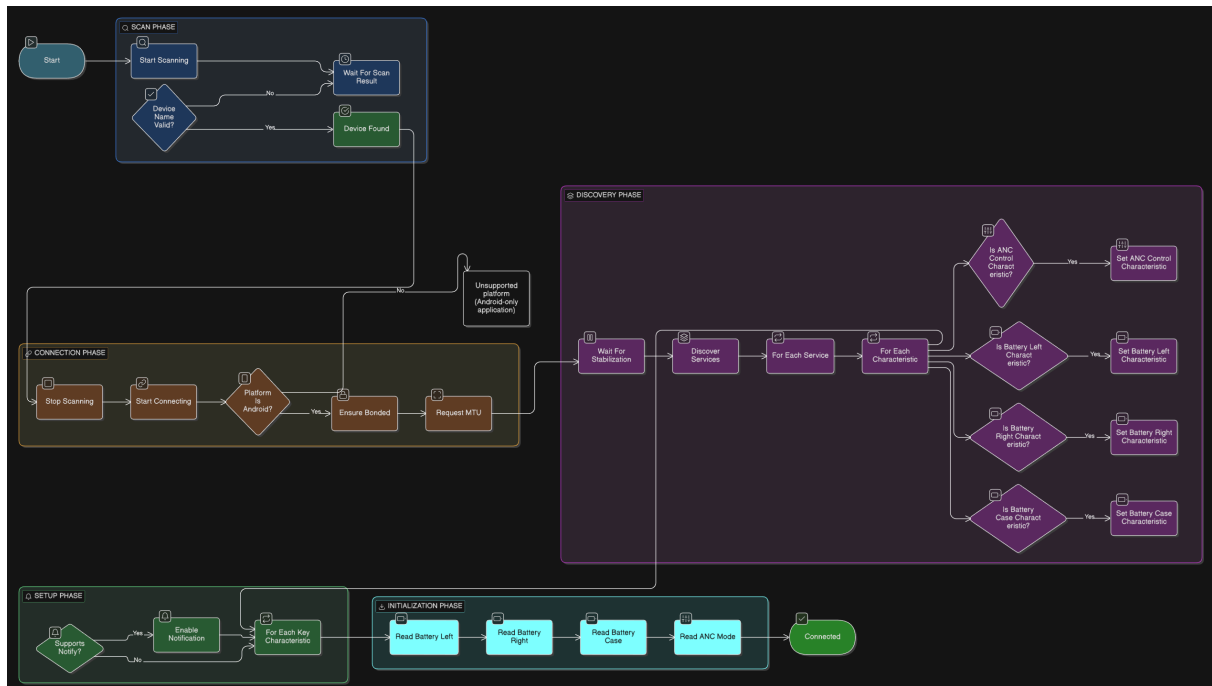 SCAN PHASE
Start
Start Scanning
Wait For Scan
Result
No
Device
Name
Valid?
Yes
Device Found
DISCOVERY PHASE
Is ANC
Control
Charact
eristic?
Yes
Set ANC Control
Characteristic
Unsupported
platform
(Android-only
application)
No
CONNECTION PHASE
Stop Scanning
Start Connecting
Platform
Is
Android?
Yes
Ensure Bonded
Request MTU
Wait For
Stabilization
Discover
Services
For Each Service
For Each
Characteristic
Is Battery
Left Charact
eristic?
Yes
Set Battery Left
Characteristic
Is Battery
Right Charact
eristic?
Yes
Set Battery Right
Characteristic
Is Battery
Case Charact
eristic?
Yes
Set Battery Case
Characteristic
SETUP PHASE
Supports
Notify?
Yes
Enable
Notification
No
For Each Key
Characteristic
INITIALIZATION PHASE
Read Battery Left
Read Battery
Right
Read Battery
Case
Read ANC Mode
Connected